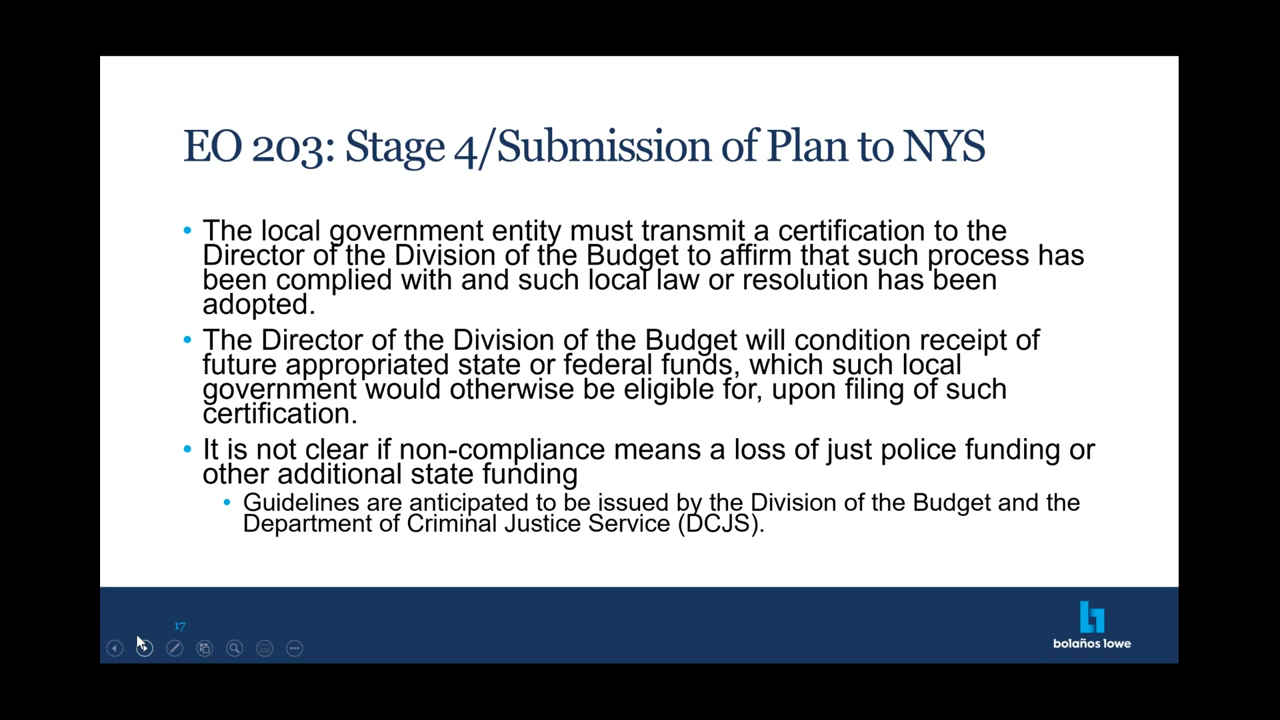 EO 203: Stage 4/Submission of Plan to NYS
• The local government entity must transmit a certification to the
Director of the Division of the Budget to affirm that such process has
been complied with and such local law or resolution has been
adopted.
• The Director of the Division of the Budget will condition receipt of
future appropriated state or federal funds, which such local
government would otherwise be eligible for, upon filing of such
certification.
• It is not clear if non-compliance means a loss of just police funding or
other additional state funding
• Guidelines are anticipated to be issued by the Division of the Budget and the
Department of Criminal Justice Service (DCJS).
17
bolaños lowe